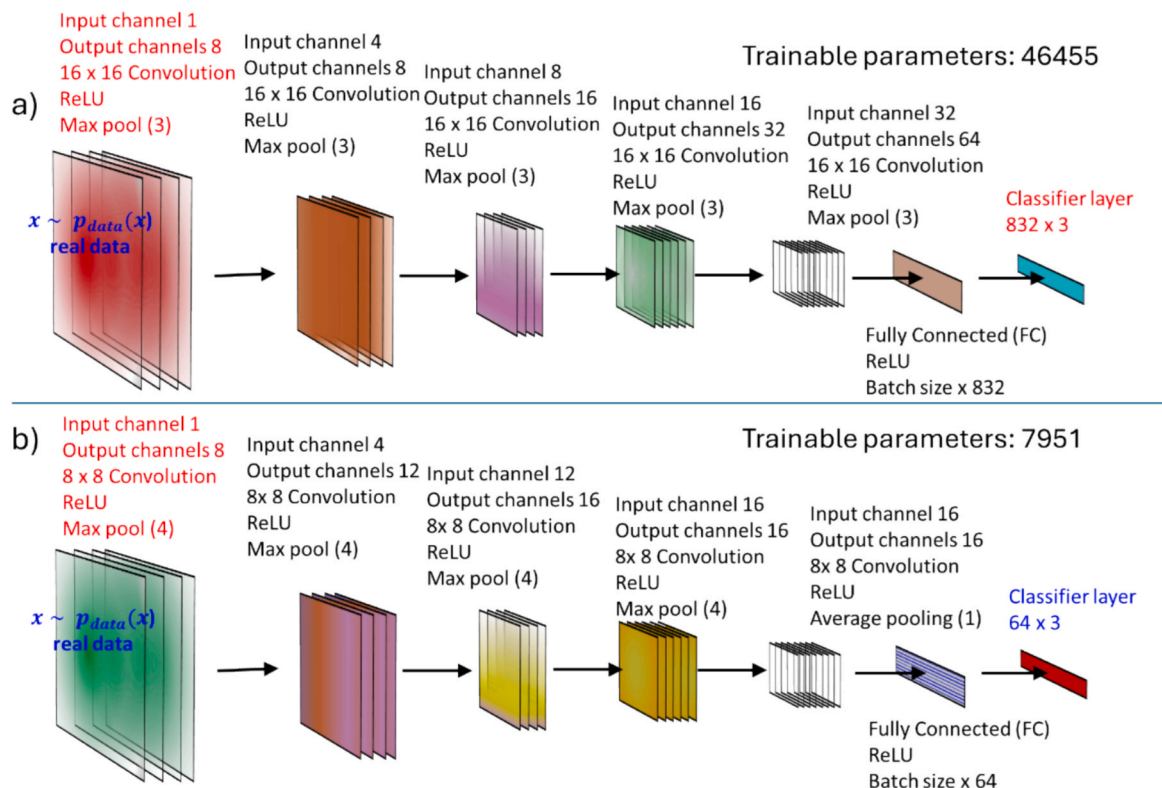 a)
Trainable parameters: 46455
Input channel 1
Output channels 8
16 x 16 Convolution
ReLU
Max pool (3)
x ~ p_data(x)
real data
Input channel 4
Output channels 8
16 x 16 Convolution
ReLU
Max pool (3)
Input channel 8
Output channels 16
16 x 16 Convolution
ReLU
Max pool (3)
Input channel 16
Output channels 32
16 x 16 Convolution
ReLU
Max pool (3)
Input channel 32
Output channels 64
16 x 16 Convolution
ReLU
Max pool (3)
Fully Connected (FC)
ReLU
Batch size x 832
Classifier layer
832 x 3
b)
Trainable parameters: 7951
Input channel 1
Output channels 8
8 x 8 Convolution
ReLU
Max pool (4)
x ~ p_data(x)
real data
Input channel 4
Output channels 12
8x 8 Convolution
ReLU
Max pool (4)
Input channel 12
Output channels 16
8x 8 Convolution
ReLU
Max pool (4)
Input channel 16
Output channels 16
8x 8 Convolution
ReLU
Max pool (4)
Input channel 16
Output channels 16
8x 8 Convolution
ReLU
Average pooling (1)
Fully Connected (FC)
ReLU
Batch size x 64
Classifier layer
64 x 3